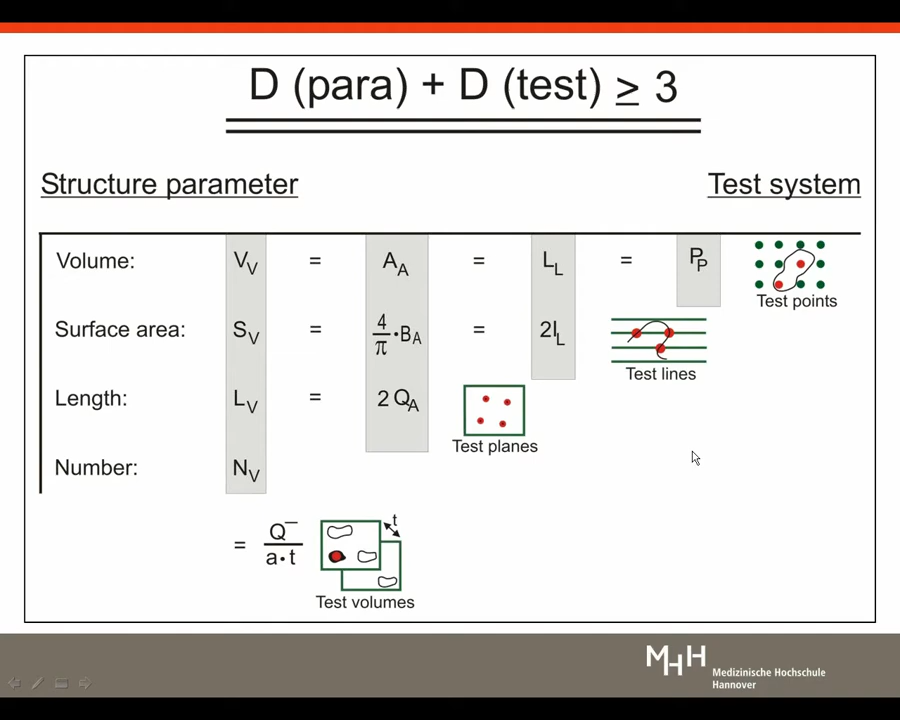 D (para) + D (test) ≥ 3
Structure parameter
Test system
Volume: V_V = A_A = L_L = P_P
Test points
Surface area: S_V = 4/π · B_A = 2I_L
Test lines
Length: L_V = 2 Q_A
Test planes
Number: N_V
= Q⁻ / a·t
t
Test volumes
MHH
Medizinische Hochschule
Hannover